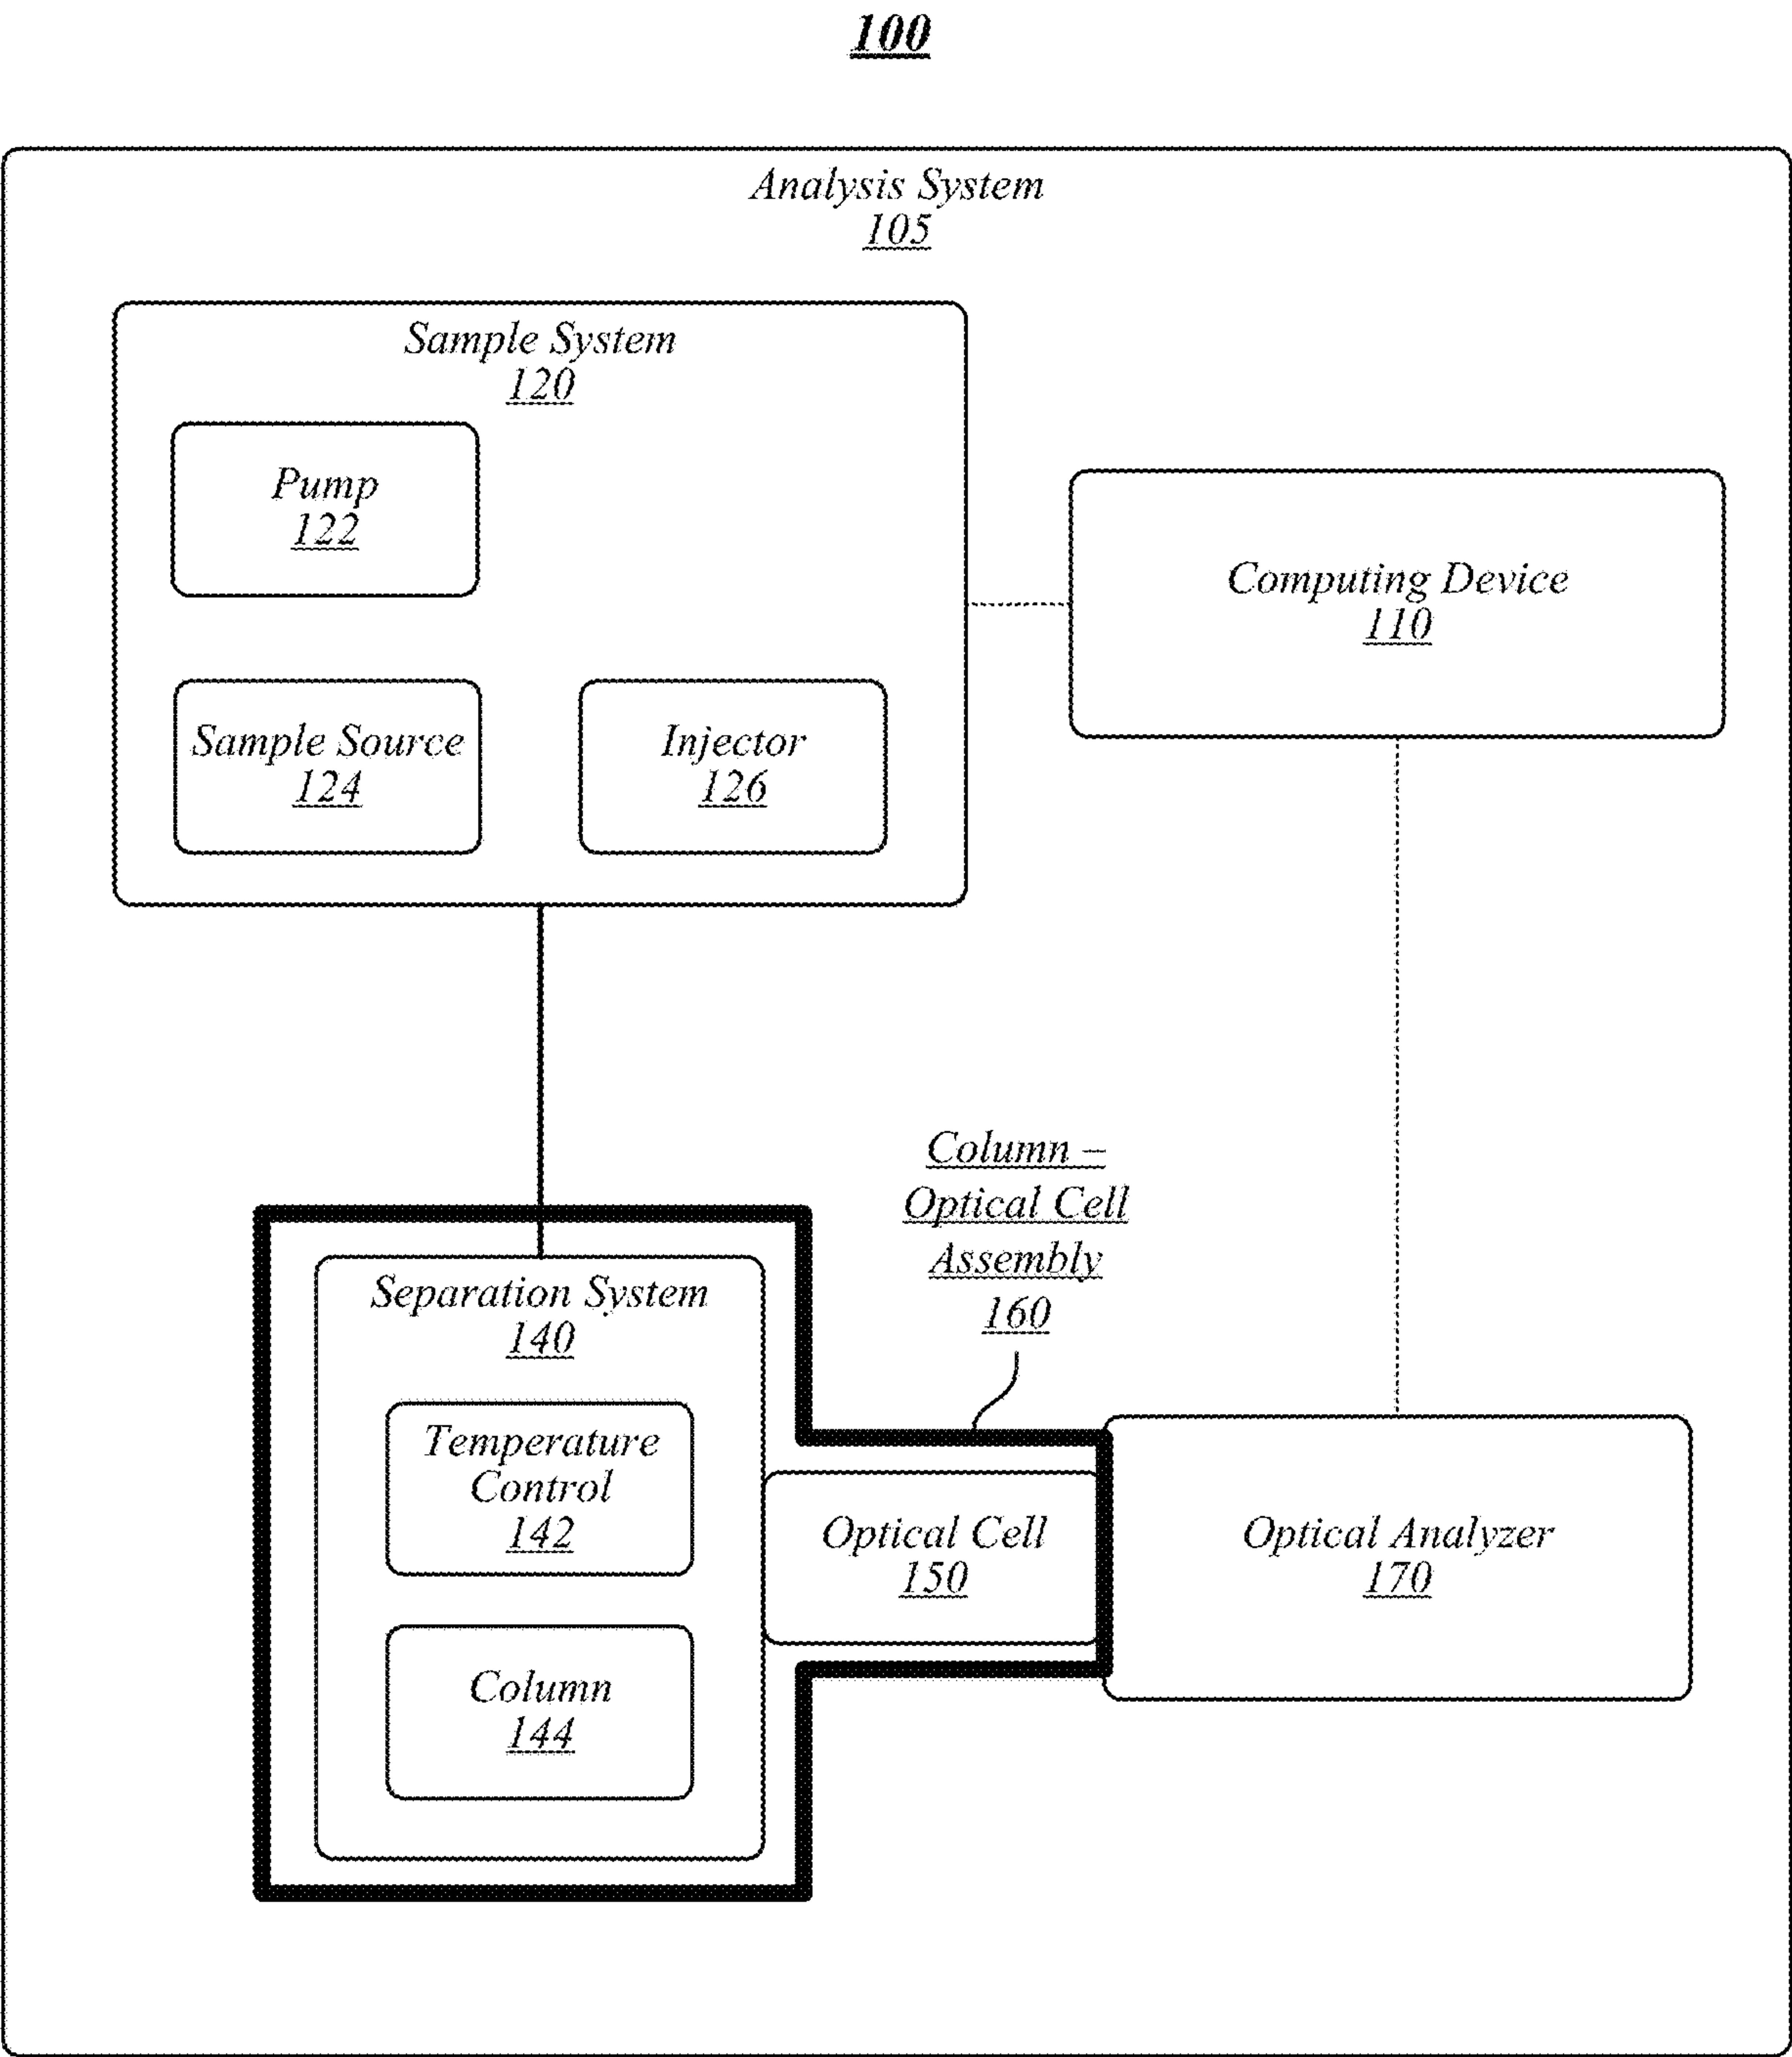 100
Analysis System
105
Sample System
120
Pump
122
Sample Source
124
Injector
126
Computing Device
110
Column –
Optical Cell
Assembly
160
Separation System
140
Temperature
Control
142
Column
144
Optical Cell
150
Optical Analyzer
170